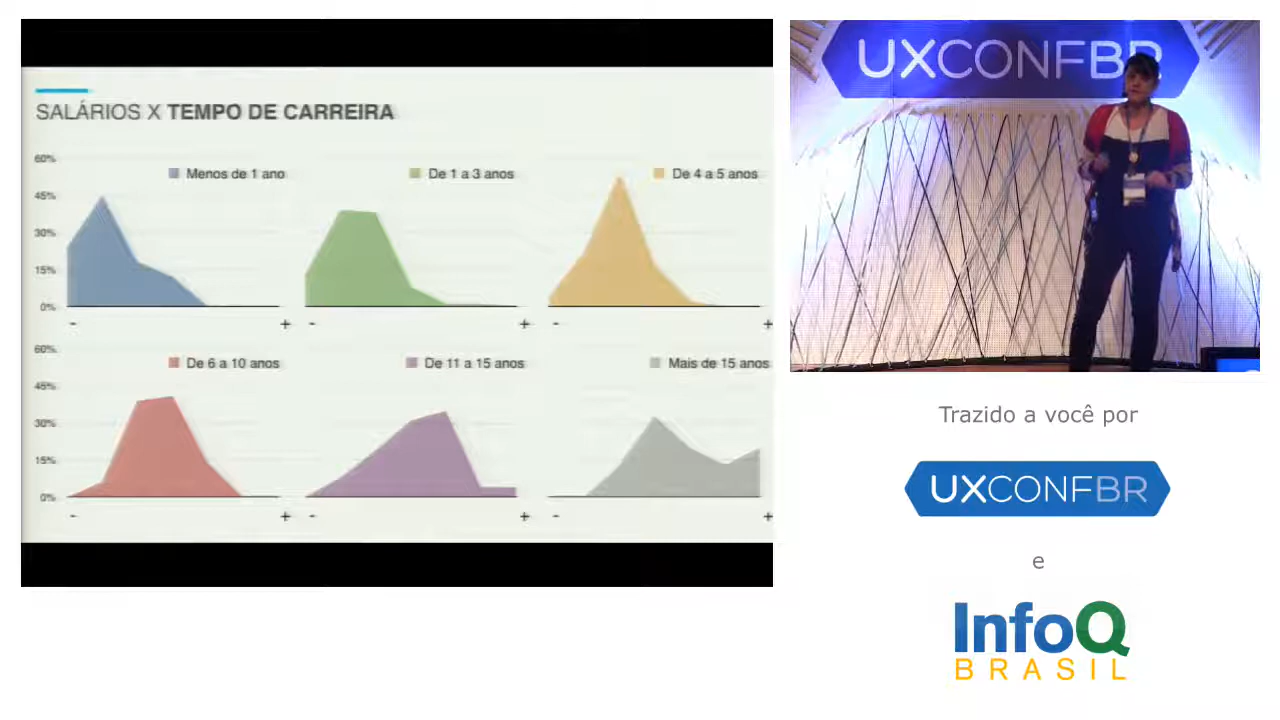 SALÁRIOS X TEMPO DE CARREIRA
60%
45%
30%
15%
0%
Menos de 1 ano
- +
De 1 a 3 anos
- +
De 4 a 5 anos
- +
60%
45%
30%
15%
0%
De 6 a 10 anos
- +
De 11 a 15 anos
- +
Mais de 15 anos
- +
UXCONFBR
Trazido a você por
UXCONFBR
e
InfoQ
BRASIL